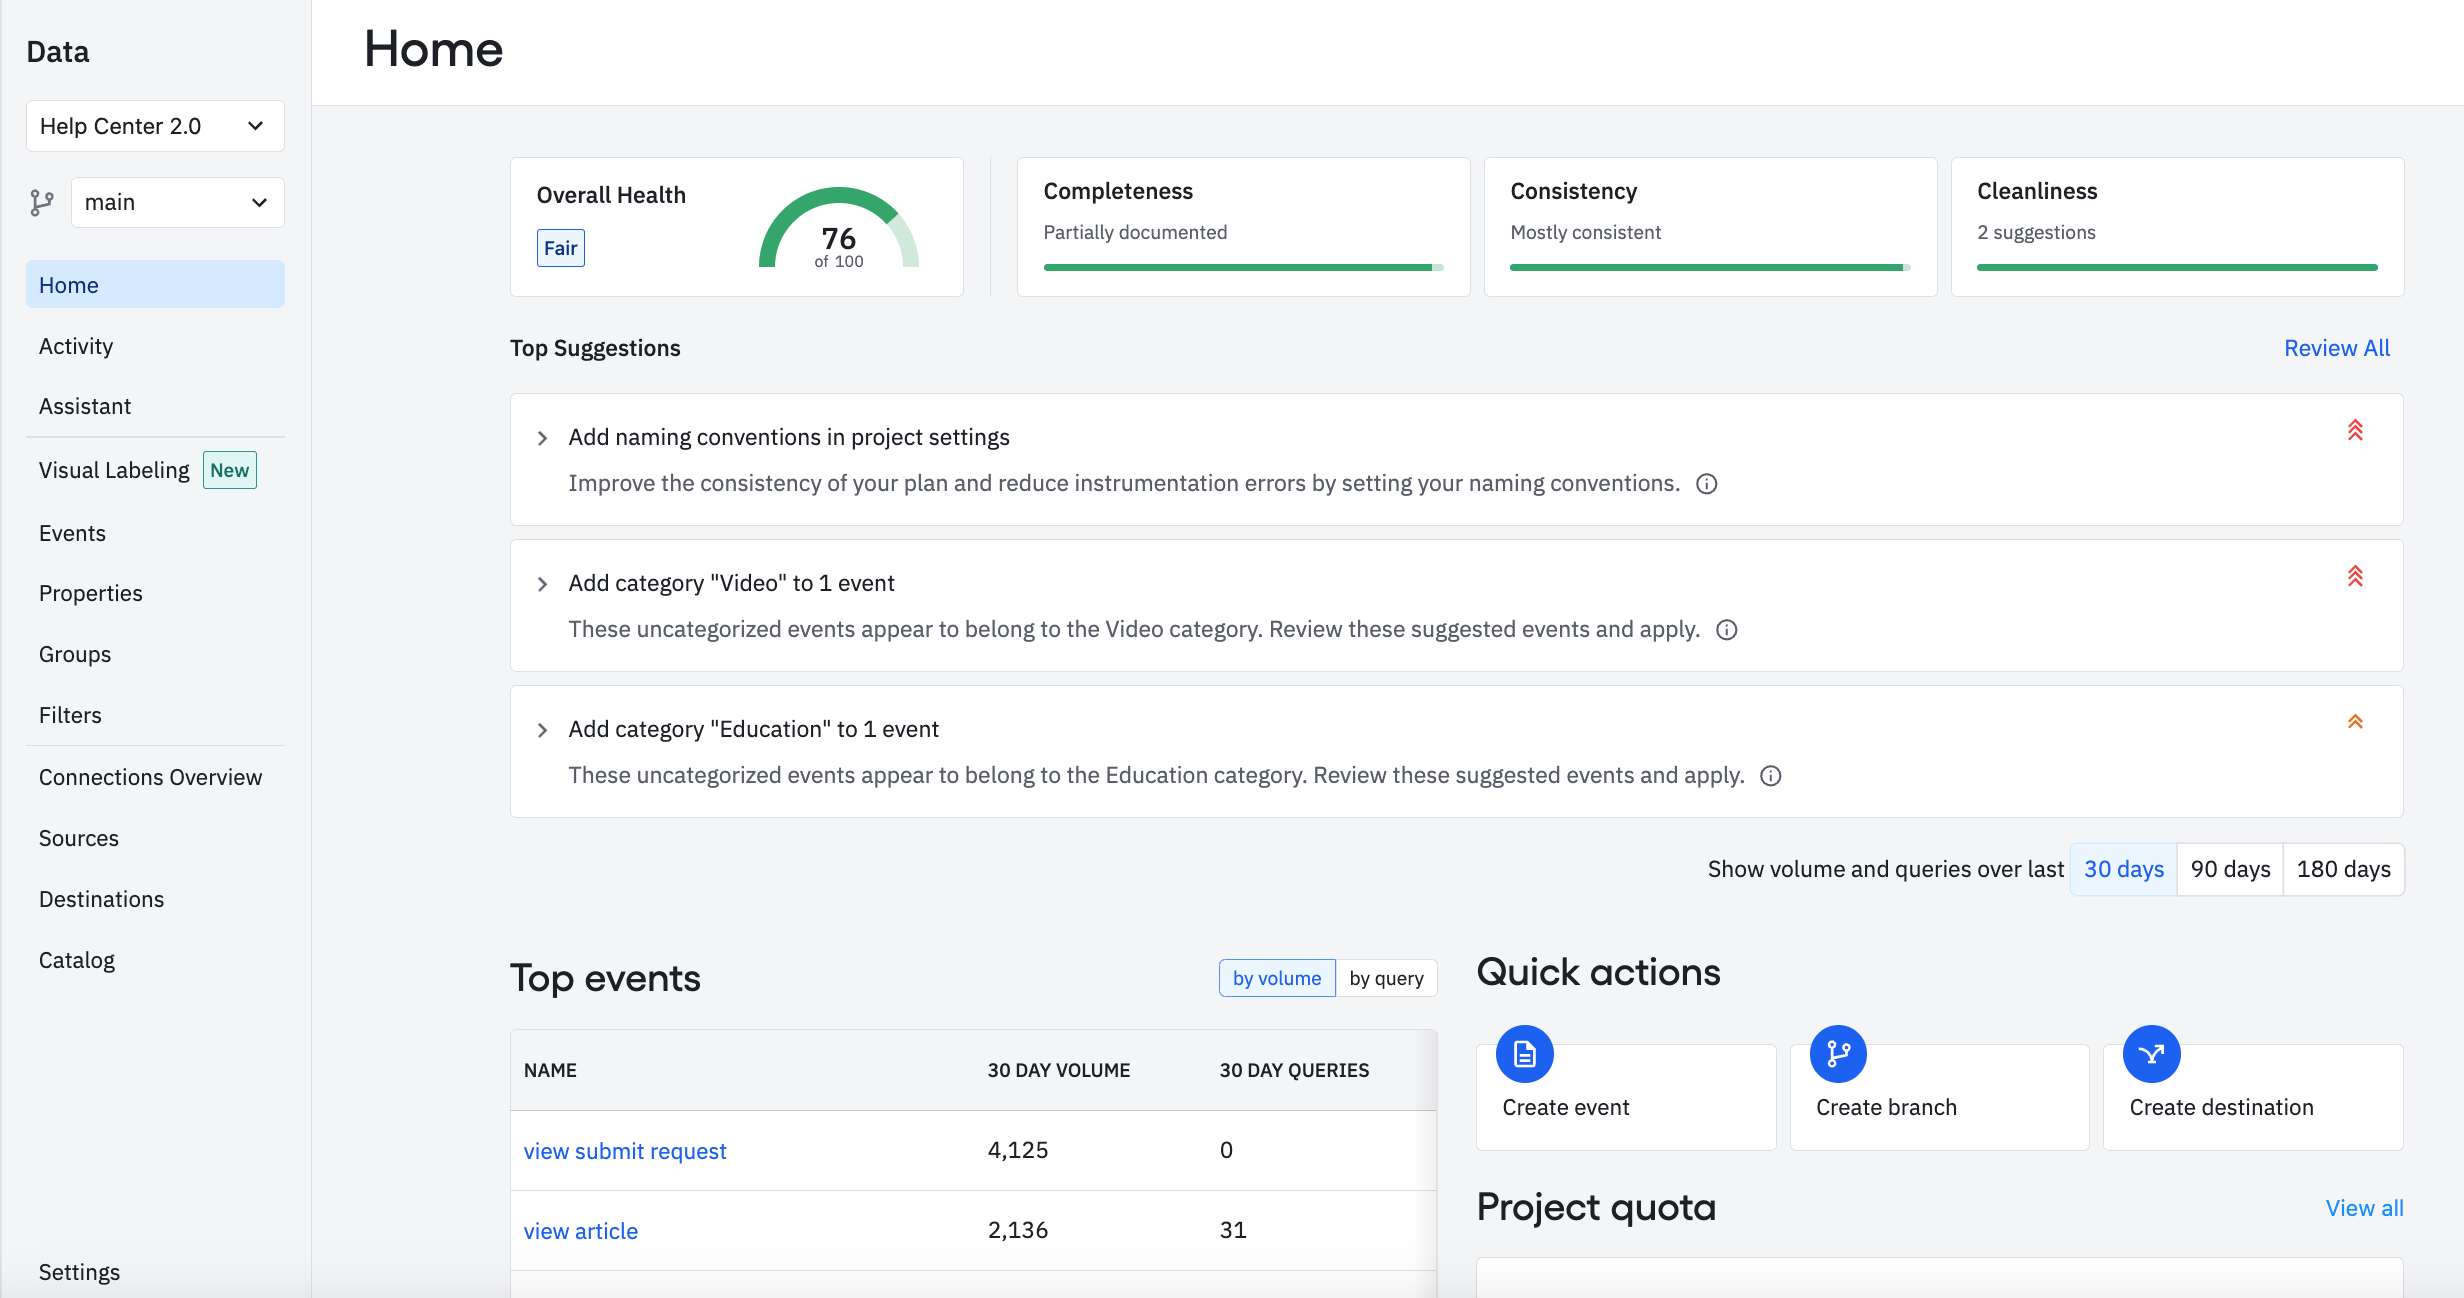 Data
Help Center 2.0
main
Home
Activity
Assistant
Visual Labeling New
Events
Properties
Groups
Filters
Connections Overview
Sources
Destinations
Catalog
Settings
Home
Overall Health
Fair
76
of 100
Completeness
Partially documented
Consistency
Mostly consistent
Cleanliness
2 suggestions
Top Suggestions
Review All
Add naming conventions in project settings
Improve the consistency of your plan and reduce instrumentation errors by setting your naming conventions.
Add category "Video" to 1 event
These uncategorized events appear to belong to the Video category. Review these suggested events and apply.
Add category "Education" to 1 event
These uncategorized events appear to belong to the Education category. Review these suggested events and apply.
Show volume and queries over last 30 days 90 days 180 days
Top events
by volume by query
NAME 30 DAY VOLUME 30 DAY QUERIES
view submit request 4,125 0
view article 2,136 31
Quick actions
Create event
Create branch
Create destination
Project quota
View all